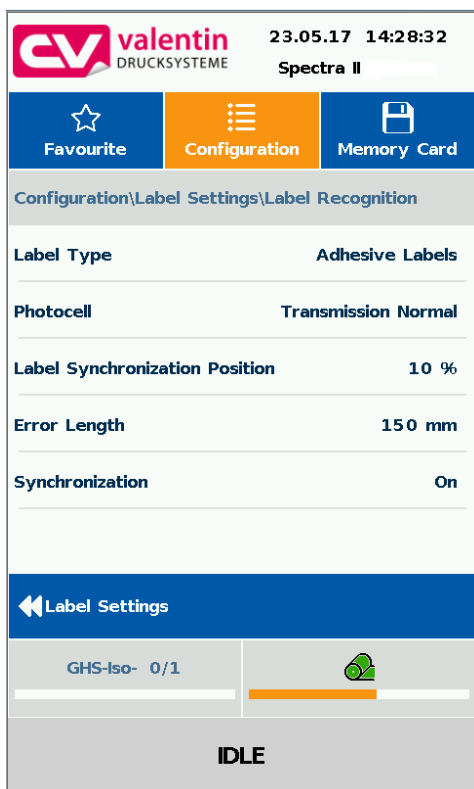 valentin 23.05.17 14:28:32
DRUCKSYSTEME Spectra II
Favourite Configuration Memory Card
Configuration\Label Settings\Label Recognition
Label Type Adhesive Labels
Photocell Transmission Normal
Label Synchronization Position 10 %
Error Length 150 mm
Synchronization On
Label Settings
GHS-Iso- 0/1
IDLE